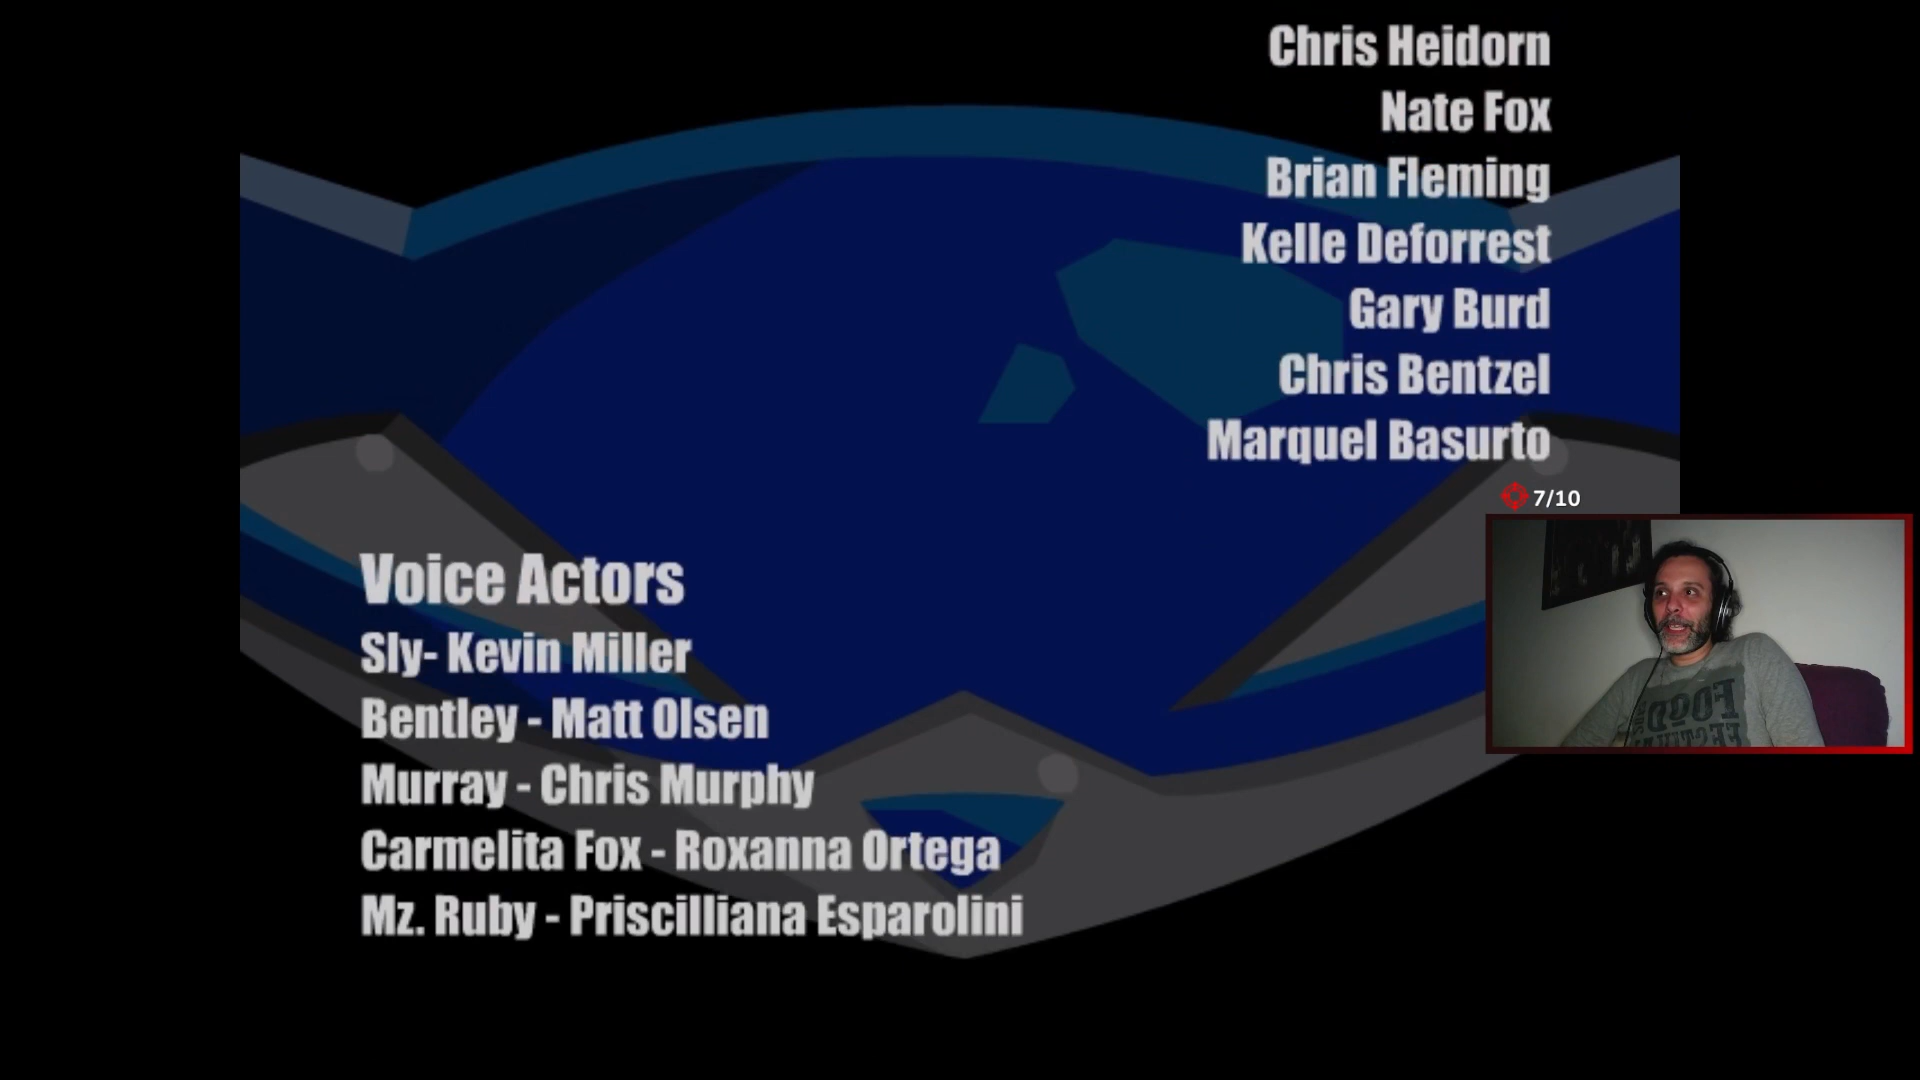 Chris Heidorn
Nate Fox
Brian Fleming
Kelle Deforrest
Gary Burd
Chris Bentzel
Marquel Basurto
7/10
Voice Actors
Sly- Kevin Miller
Bentley - Matt Olsen
Murray - Chris Murphy
Carmelita Fox - Roxanna Ortega
Mz. Ruby - Priscilliana Esparolini
FOOD